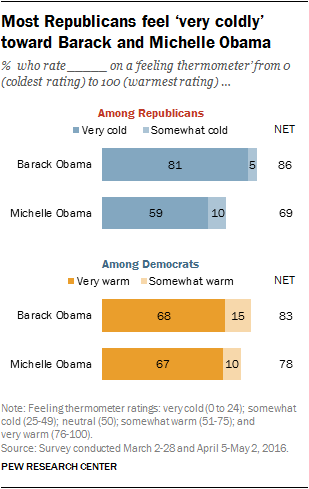 Most Republicans feel ‘very coldly’
toward Barack and Michelle Obama
% who rate ______ on a feeling thermometer’ from 0
(coldest rating) to 100 (warmest rating) ...
Among Republicans
Very cold Somewhat cold NET
Barack Obama 81 5 86
Michelle Obama 59 10 69
Among Democrats
Very warm Somewhat warm NET
Barack Obama 68 15 83
Michelle Obama 67 10 78
Note: Feeling thermometer ratings: very cold (0 to 24); somewhat
cold (25-49); neutral (50); somewhat warm (51-75); and
very warm (76-100).
Source: Survey conducted March 2-28 and April 5-May 2, 2016.
PEW RESEARCH CENTER